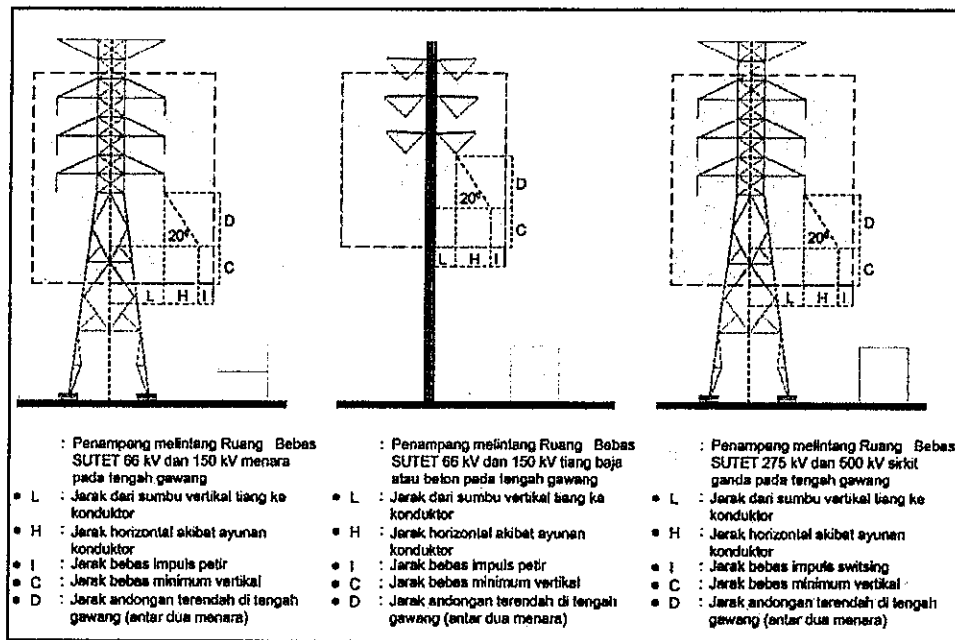 D
20°
C
L H I
D
20°
C
L H I
D
20°
C
L H I
: Penampang melintang Ruang Bebas
SUTET 66 kV dan 150 kV menara
pada tengah gawang
• L : Jarak dari sumbu vertikal tiang ke
konduktor
• H : Jarak horizontal akibat ayunan
konduktor
• I : Jarak bebas impuls petir
• C : Jarak bebas minimum vertikal
• D : Jarak andongan terendah di tengah
gawang (antar dua menara)
: Penampang melintang Ruang Bebas
SUTET 66 kV dan 150 kV tiang baja
atau beton pada tengah gawang
• L : Jarak dari sumbu vertikal tiang ke
konduktor
• H : Jarak horizontal akibat ayunan
konduktor
• I : Jarak bebas impuls petir
• C : Jarak bebas minimum vertikal
• D : Jarak andongan terendah di tengah
gawang (antar dua menara)
: Penampang melintang Ruang Bebas
SUTET 275 kV dan 500 kV sirkit
ganda pada tengah gawang
• L : Jarak dari sumbu vertikal tiang ke
konduktor
• H : Jarak horizontal akibat ayunan
konduktor
• I : Jarak bebas impuls switsing
• C : Jarak bebas minimum vertikal
• D : Jarak andongan terendah di tengah
gawang (antar dua menara)